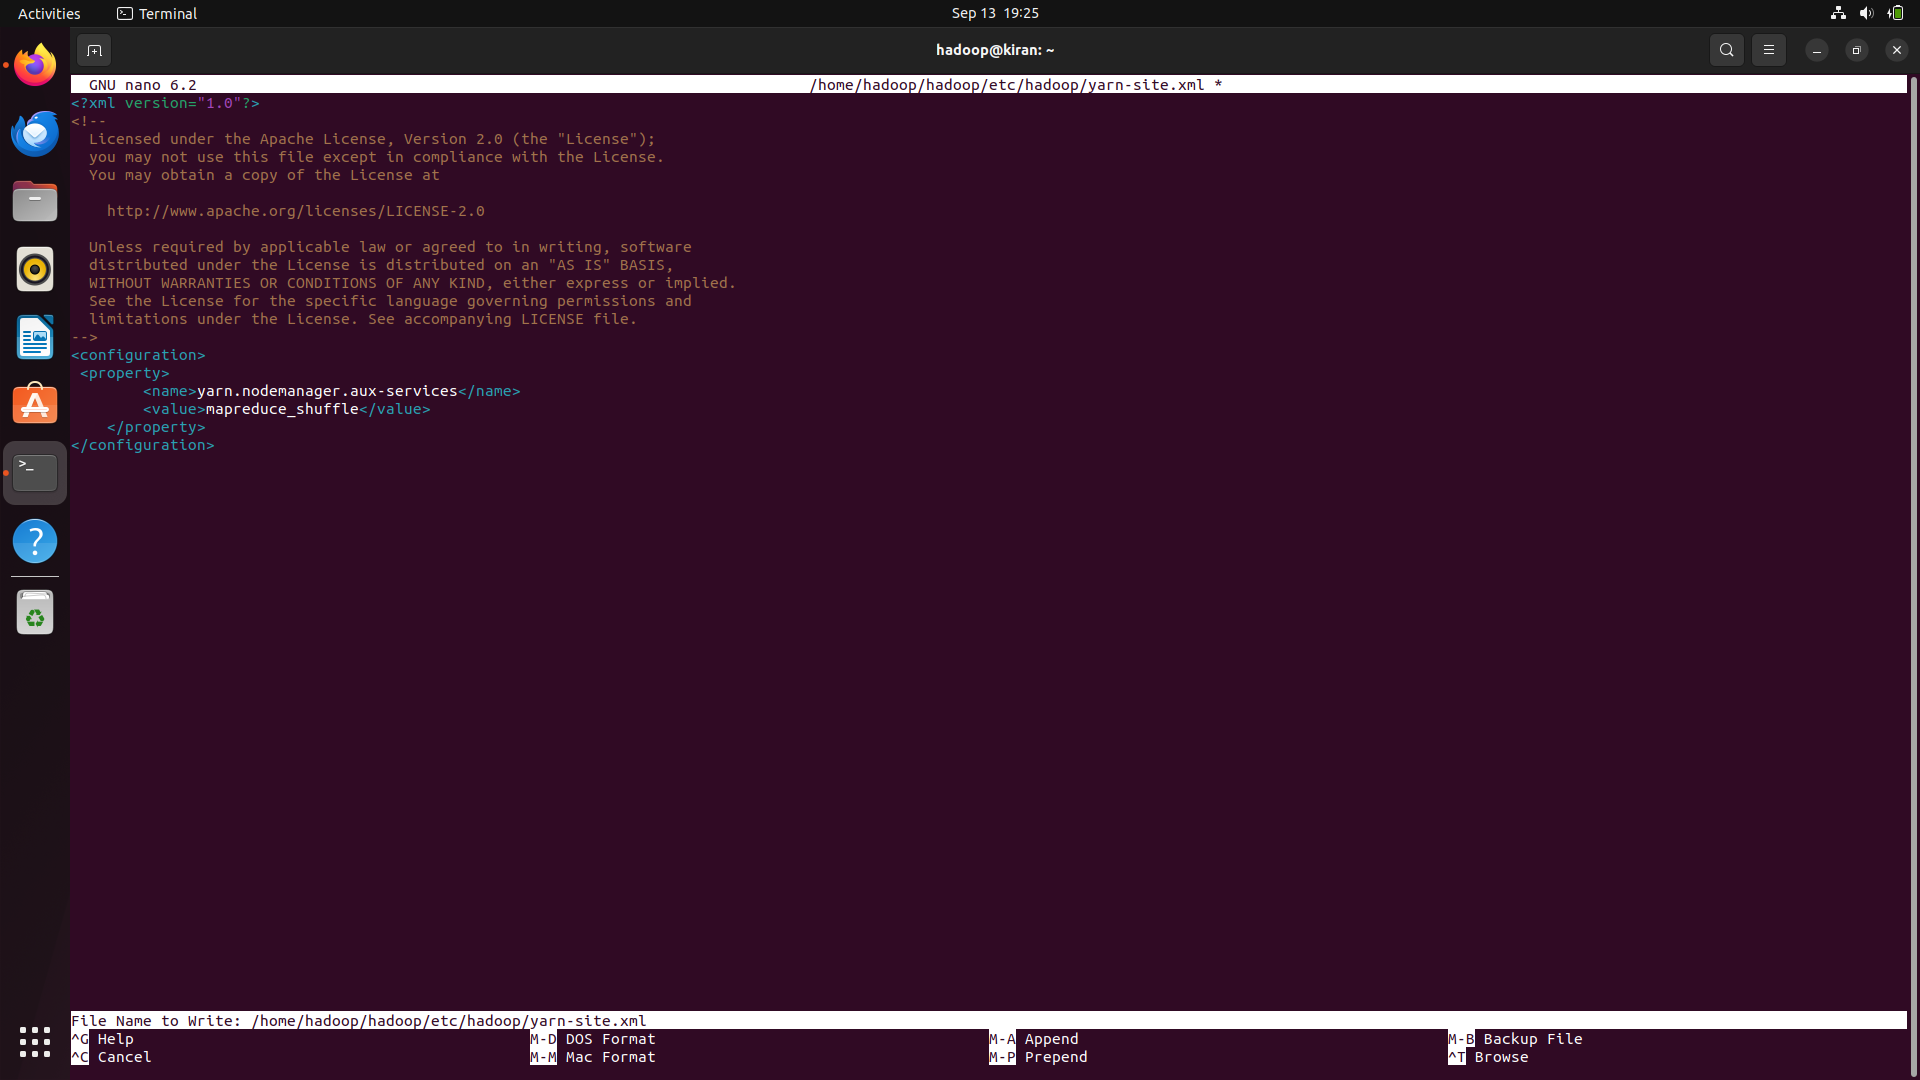 Activities Terminal Sep 13 19:25
hadoop@kiran: ~
GNU nano 6.2 /home/hadoop/hadoop/etc/hadoop/yarn-site.xml *
<?xml version="1.0"?>
<!--
  Licensed under the Apache License, Version 2.0 (the "License");
  you may not use this file except in compliance with the License.
  You may obtain a copy of the License at
    http://www.apache.org/licenses/LICENSE-2.0
  Unless required by applicable law or agreed to in writing, software
  distributed under the License is distributed on an "AS IS" BASIS,
  WITHOUT WARRANTIES OR CONDITIONS OF ANY KIND, either express or implied.
  See the License for the specific language governing permissions and
  limitations under the License. See accompanying LICENSE file.
-->
<configuration>
 <property>
        <name>yarn.nodemanager.aux-services</name>
        <value>mapreduce_shuffle</value>
    </property>
</configuration>
File Name to Write: /home/hadoop/hadoop/etc/hadoop/yarn-site.xml
^G Help M-D DOS Format M-A Append M-B Backup File
^C Cancel M-M Mac Format M-P Prepend ^T Browse